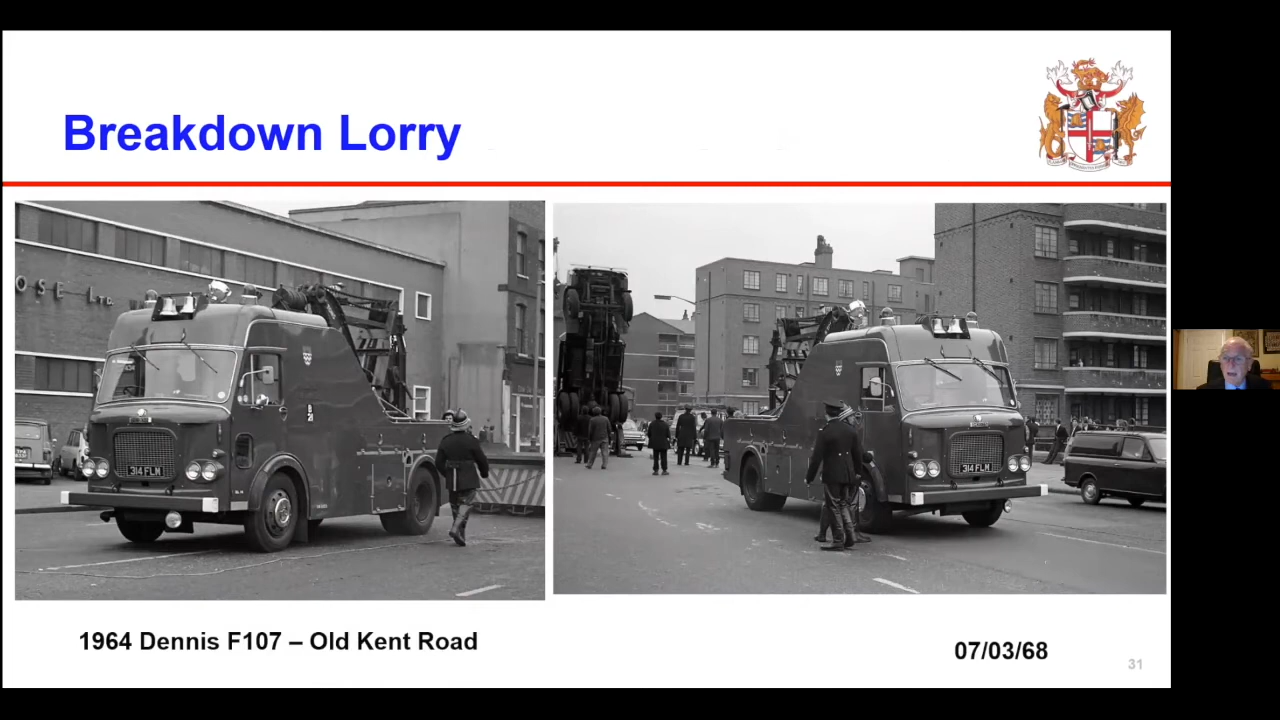 Breakdown Lorry
OSE LTD
314 FLM
314 FLM
1964 Dennis F107 – Old Kent Road
07/03/68
31